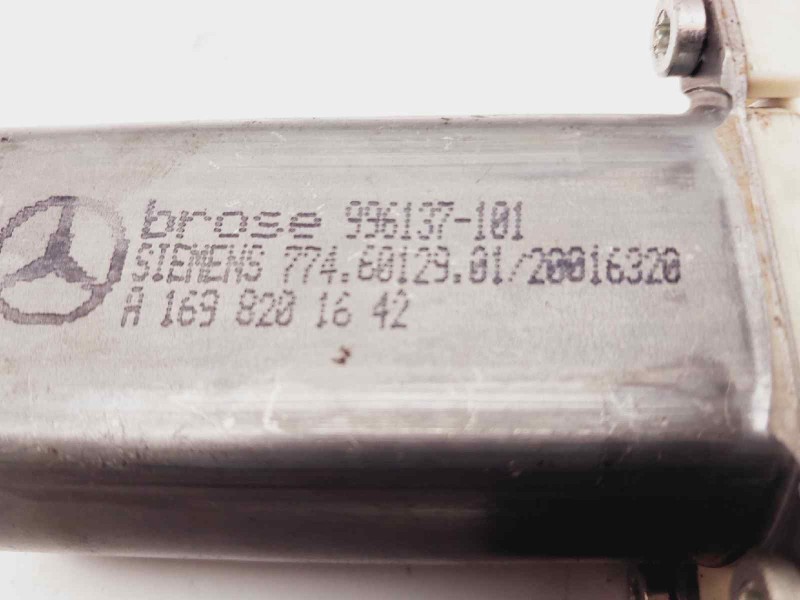 brose 996137-101
SIEMENS 774.60129.01/20016320
A 169 820 16 42